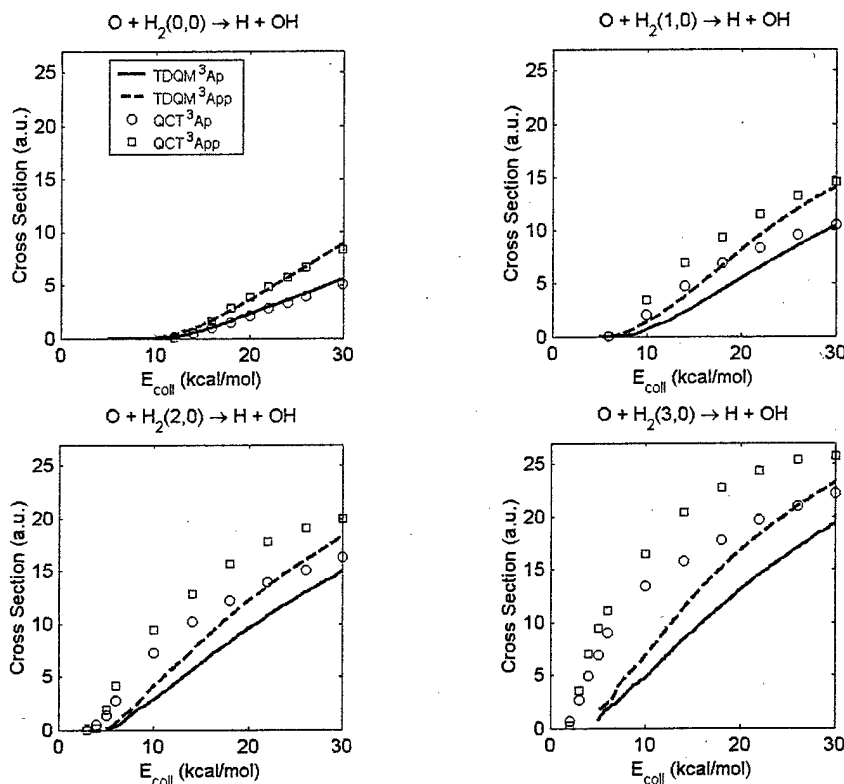 O + H₂(0,0) → H + OH
25
20
15
10
5
0
Cross Section (a.u.)
TDQM ³Ap
TDQM ³App
QCT ³Ap
QCT ³App
0 10 20 30
E_coll (kcal/mol)
O + H₂(1,0) → H + OH
25
20
15
10
5
0
Cross Section (a.u.)
0 10 20 30
E_coll (kcal/mol)
O + H₂(2,0) → H + OH
25
20
15
10
5
0
Cross Section (a.u.)
0 10 20 30
E_coll (kcal/mol)
O + H₂(3,0) → H + OH
25
20
15
10
5
0
Cross Section (a.u.)
0 10 20 30
E_coll (kcal/mol)